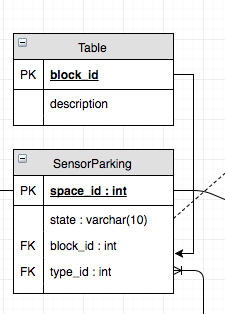 Table
PK block_id
description
SensorParking
PK space_id : int
state : varchar(10)
FK block_id : int
FK type_id : int